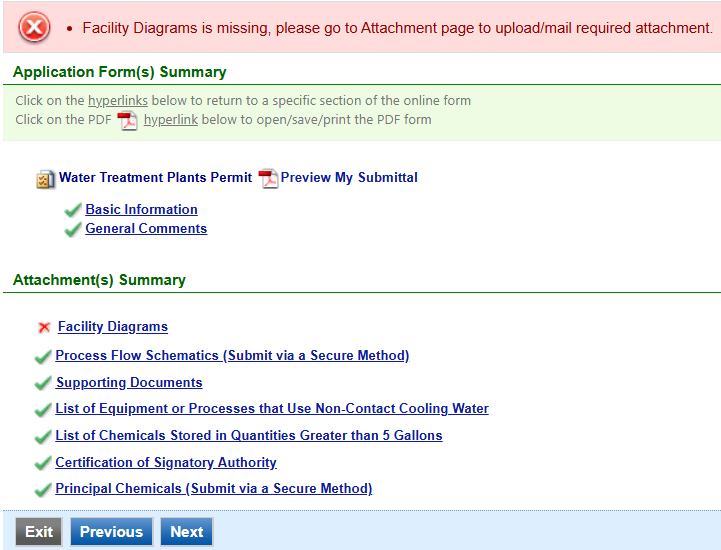 Facility Diagrams is missing, please go to Attachment page to upload/mail required attachment.
Application Form(s) Summary
Click on the hyperlinks below to return to a specific section of the online form
Click on the PDF hyperlink below to open/save/print the PDF form
Water Treatment Plants Permit Preview My Submittal
Basic Information
General Comments
Attachment(s) Summary
Facility Diagrams
Process Flow Schematics (Submit via a Secure Method)
Supporting Documents
List of Equipment or Processes that Use Non-Contact Cooling Water
List of Chemicals Stored in Quantities Greater than 5 Gallons
Certification of Signatory Authority
Principal Chemicals (Submit via a Secure Method)
Exit Previous Next